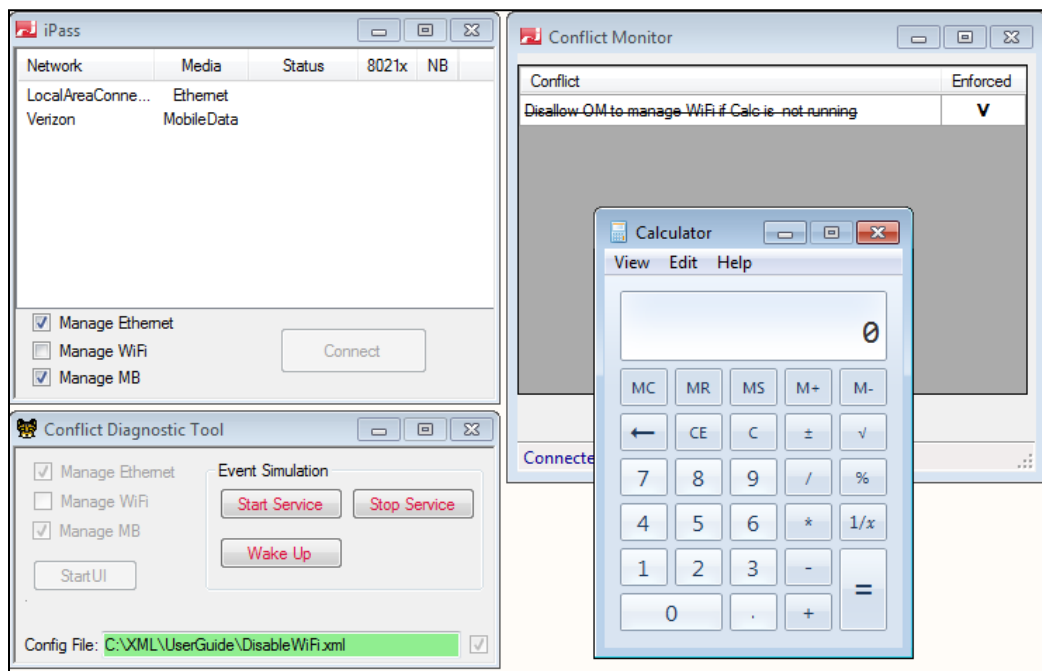 iPass
Network Media Status 8021x NB
LocalAreaConne... Ethernet
Verizon MobileData
Manage Ethernet
Manage WiFi
Manage MB
Connect
Conflict Monitor
Conflict Enforced
Disallow OM to manage WiFi if Calc is not running V
Connecte
Calculator
View Edit Help
0
MC MR MS M+ M-
← CE C ± √
7 8 9 / %
4 5 6 * 1/x
1 2 3 - =
0 . +
Conflict Diagnostic Tool
Manage Ethernet
Manage WiFi
Manage MB
StartUI
Event Simulation
Start Service Stop Service
Wake Up
Config File: C:\XML\UserGuide\DisableWiFi.xml